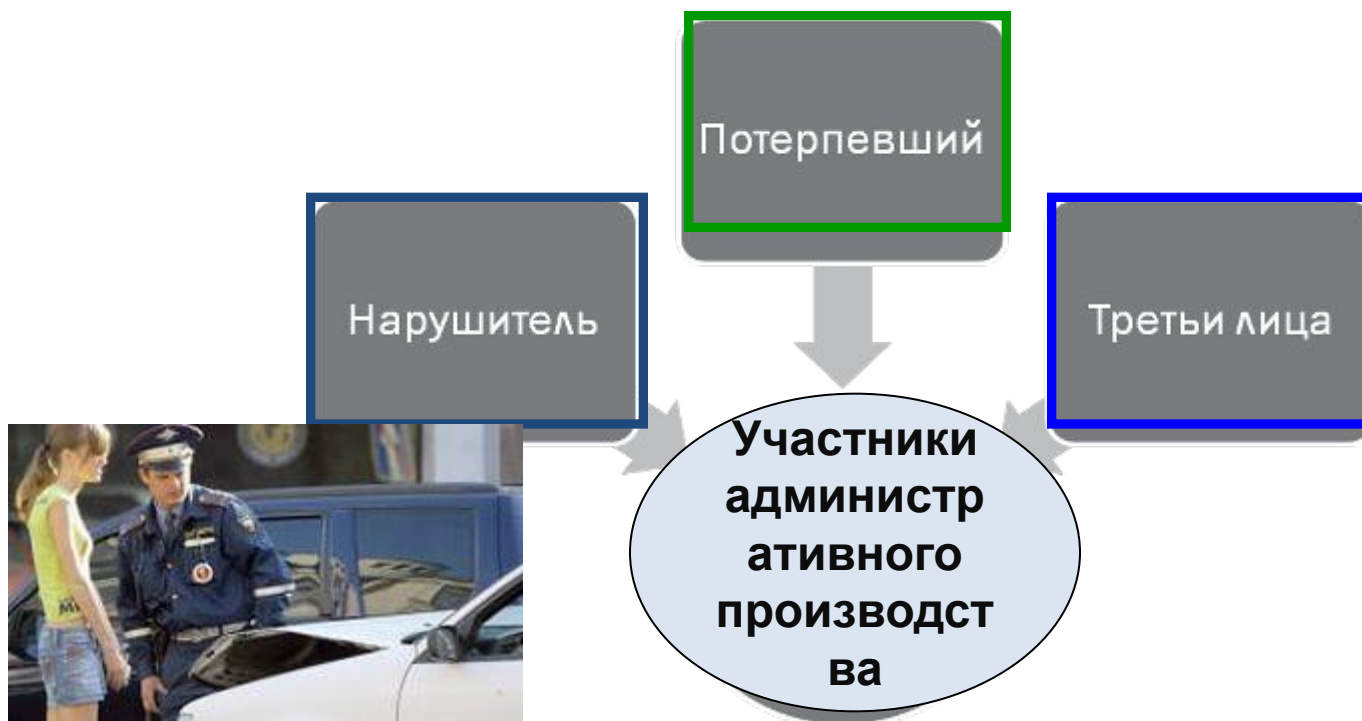 Потерпевший
Нарушитель
Третьи лица
Участники
администр
ативного
производст
ва